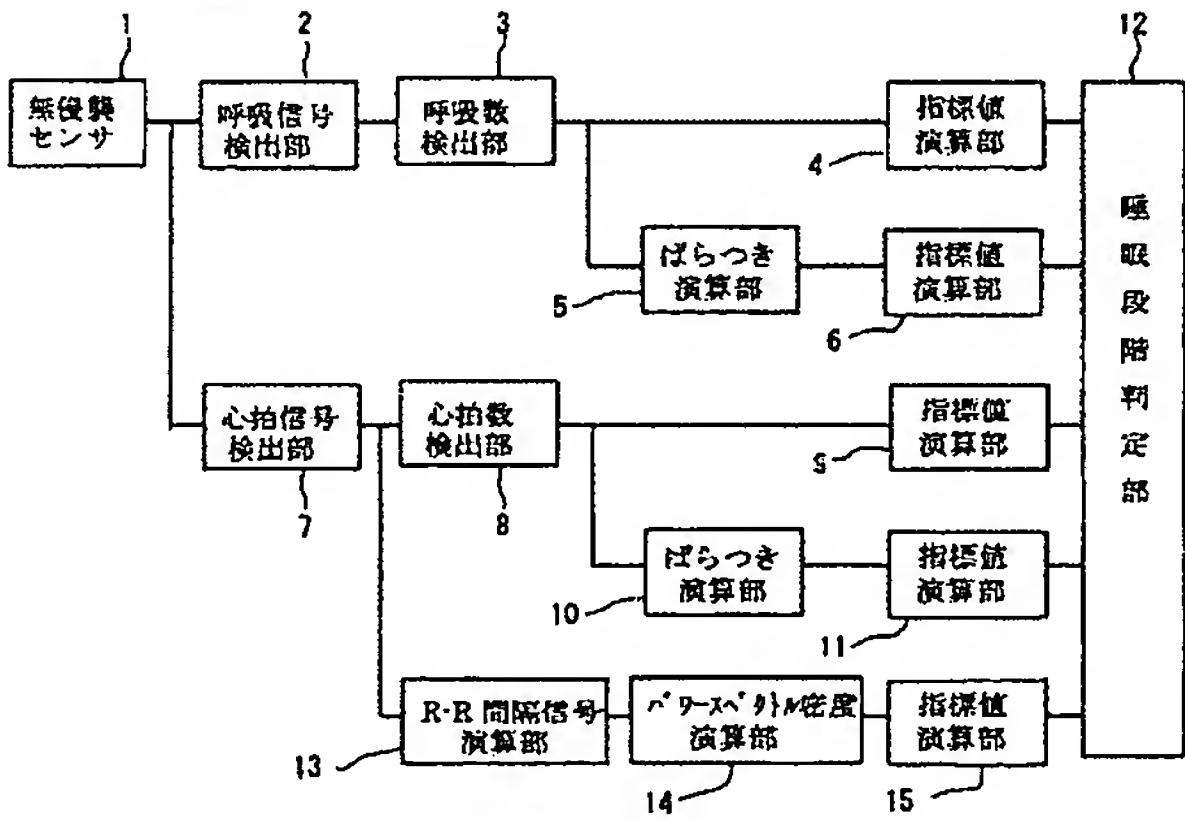 1
2
3
12
無侵襲
センサ
呼吸信号
検出部
呼吸数
検出部
指標値
演算部
4
ばらつき
演算部
5
指標値
演算部
6
睡眠段階判定部
心拍信号
検出部
7
心拍数
検出部
8
指標値
演算部
9
ばらつき
演算部
10
指標値
演算部
11
R-R間隔信号
演算部
13
パワースペクトル密度
演算部
14
指標値
演算部
15